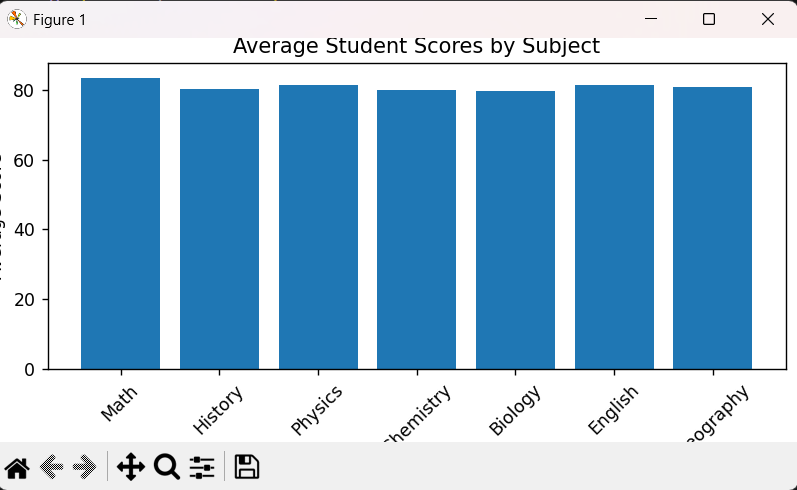 Figure 1
Average Student Scores by Subject
80
60
40
20
0
Math
History
Physics
Biology
English